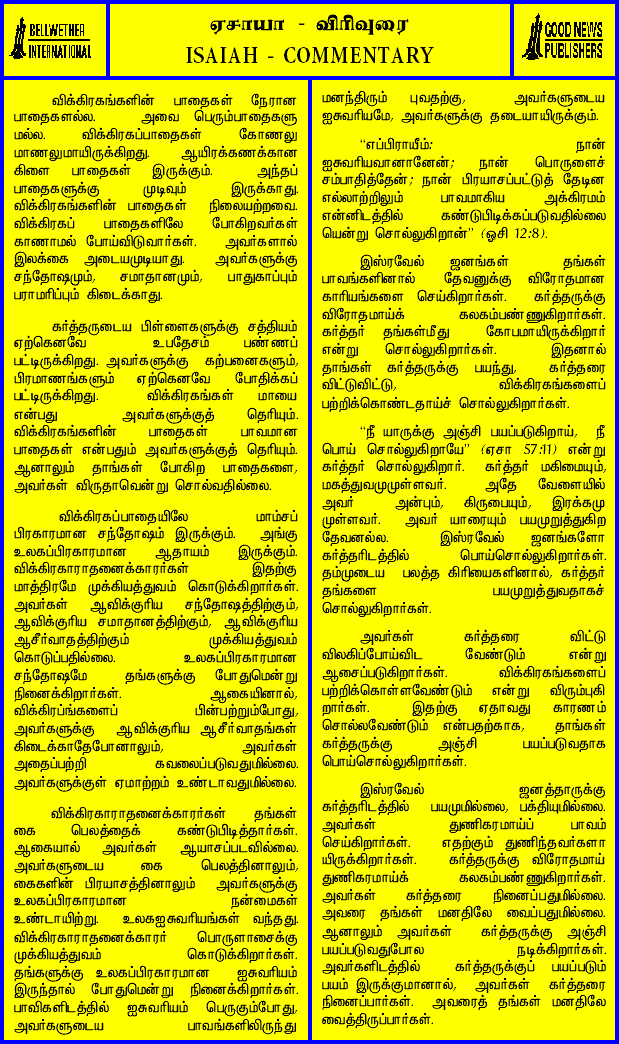 BELLWETHER
INTERNATIONAL
ஏசாயா - விரிவுரை
ISAIAH - COMMENTARY
GOOD NEWS
PUBLISHERS
விக்கிரகங்களின் பாதைகள் நேரான
பாதைகளல்ல. அவை பெரும்பாதைகளு
மல்ல. விக்கிரகப்பாதைகள் கோணலு
மாணலுமாயிருக்கிறது. ஆயிரக்கணக்கான
கிளை பாதைகள் இருக்கும். அந்தப்
பாதைகளுக்கு முடிவும் இருக்காது.
விக்கிரகங்களின் பாதைகள் நிலையற்றவை.
விக்கிரகப் பாதைகளிலே போகிறவர்கள்
காணாமல் போய்விடுவார்கள். அவர்களால்
இலக்கை அடையமுடியாது. அவர்களுக்கு
சந்தோஷமும், சமாதானமும், பாதுகாப்பும்
பராமரிப்பும் கிடைக்காது.
கர்த்தருடைய பிள்ளைகளுக்கு சத்தியம்
ஏற்கெனவே உபதேசம் பண்ணப்
பட்டிருக்கிறது. அவர்களுக்கு கற்பனைகளும்,
பிரமாணங்களும் ஏற்கெனவே போதிக்கப்
பட்டிருக்கிறது. விக்கிரகங்கள் மாயை
என்பது அவர்களுக்குத் தெரியும்.
விக்கிரகங்களின் பாதைகள் பாவமான
பாதைகள் என்பதும் அவர்களுக்குத் தெரியும்.
ஆனாலும் தாங்கள் போகிற பாதைகளை,
அவர்கள் விருதாவென்று சொல்வதில்லை.
விக்கிரகப்பாதையிலே மாம்சப்
பிரகாரமான சந்தோஷம் இருக்கும். அங்கு
உலகப்பிரகாரமான ஆதாயம் இருக்கும்.
விக்கிரகாராதனைக்காரர்கள் இதற்கு
மாத்திரமே முக்கியத்துவம் கொடுக்கிறார்கள்.
அவர்கள் ஆவிக்குரிய சந்தோஷத்திற்கும்,
ஆவிக்குரிய சமாதானத்திற்கும், ஆவிக்குரிய
ஆசீர்வாதத்திற்கும் முக்கியத்துவம்
கொடுப்பதில்லை. உலகப்பிரகாரமான
சந்தோஷமே தங்களுக்கு போதுமென்று
நினைக்கிறார்கள். ஆகையினால்,
விக்கிரப்ங்களைப் பின்பற்றும்போது,
அவர்களுக்கு ஆவிக்குரிய ஆசீர்வாதங்கள்
கிடைக்காதேபோனாலும், அவர்கள்
அதைப்பற்றி கவலைப்படுவதுமில்லை.
அவர்களுக்குள் ஏமாற்றம் உண்டாவதுமில்லை.
விக்கிரகாராதனைக்காரர்கள் தங்கள்
கை பெலத்தைக் கண்டுபிடித்தார்கள்.
ஆகையால் அவர்கள் ஆயாசப்படவில்லை.
அவர்களுடைய கை பெலத்தினாலும்,
கைகளின் பிரயாசத்தினாலும் அவர்களுக்கு
உலகப்பிரகாரமான நன்மைகள்
உண்டாயிற்று. உலகஐசுவரியங்கள் வந்தது.
விக்கிரகாராதனைக்காரர் பொருளாசைக்கு
முக்கியத்துவம் கொடுக்கிறார்கள்.
தங்களுக்கு உலகப்பிரகாரமான ஐசுவரியம்
இருந்தால் போதுமென்று நினைக்கிறார்கள்.
பாவிகளிடத்தில் ஐசுவரியம் பெருகும்போது,
அவர்களுடைய பாவங்களிலிருந்து
மனந்திரும் புவதற்கு, அவர்களுடைய
ஐசுவரியமே, அவர்களுக்கு தடையாயிருக்கும்.
“எப்பிராயீம்: நான்
ஐசுவரியவானானேன்; நான் பொருளைச்
சம்பாதித்தேன்; நான் பிரயாசப்பட்டுத் தேடின
எல்லாற்றிலும் பாவமாகிய அக்கிரமம்
என்னிடத்தில் கண்டுபிடிக்கப்படுவதில்லை
யென்று சொல்லுகிறான்” (ஓசி 12:8).
இஸ்ரவேல் ஜனங்கள் தங்கள்
பாவங்களினால் தேவனுக்கு விரோதமான
காரியங்களை செய்கிறார்கள். கர்த்தருக்கு
விரோதமாய்க் கலகம்பண்ணுகிறார்கள்.
கர்த்தர் தங்கள்மீது கோபமாயிருக்கிறார்
என்று சொல்லுகிறார்கள். இதனால்
தாங்கள் கர்த்தருக்கு பயந்து, கர்த்தரை
விட்டுவிட்டு, விக்கிரகங்களைப்
பற்றிக்கொண்டதாய்ச் சொல்லுகிறார்கள்.
“நீ யாருக்கு அஞ்சி பயப்படுகிறாய், நீ
பொய் சொல்லுகிறாயே” (ஏசா 57:11) என்று
கர்த்தர் சொல்லுகிறார். கர்த்தர் மகிமையும்,
மகத்துவமுமுள்ளவர். அதே வேளையில்
அவர் அன்பும், கிருபையும், இரக்கமு
முள்ளவர். அவர் யாரையும் பயமுறுத்துகிற
தேவனல்ல. இஸ்ரவேல் ஜனங்களோ
கர்த்தரிடத்தில் பொய்சொல்லுகிறார்கள்.
தம்முடைய பலத்த கிரியைகளினால், கர்த்தர்
தங்களை பயமுறுத்துவதாகச்
சொல்லுகிறார்கள்.
அவர்கள் கர்த்தரை விட்டு
விலகிப்போய்விட வேண்டும் என்று
ஆசைப்படுகிறார்கள். விக்கிரகங்களைப்
பற்றிக்கொள்ளவேண்டும் என்று விரும்புகி
றார்கள். இதற்கு ஏதாவது காரணம்
சொல்லவேண்டும் என்பதற்காக, தாங்கள்
கர்த்தருக்கு அஞ்சி பயப்படுவதாக
பொய்சொல்லுகிறார்கள்.
இஸ்ரவேல் ஜனத்தாருக்கு
கர்த்தரிடத்தில் பயமுமில்லை, பக்தியுமில்லை.
அவர்கள் துணிகரமாய்ப் பாவம்
செய்கிறார்கள். எதற்கும் துணிந்தவர்களா
யிருக்கிறார்கள். கர்த்தருக்கு விரோதமாய்
துணிகரமாய்க் கலகம்பண்ணுகிறார்கள்.
அவர்கள் கர்த்தரை நினைப்பதுமில்லை.
அவரை தங்கள் மனதிலே வைப்பதுமில்லை.
ஆனாலும் அவர்கள் கர்த்தருக்கு அஞ்சி
பயப்படுவதுபோல நடிக்கிறார்கள்.
அவர்களிடத்தில் கர்த்தருக்குப் பயப்படும்
பயம் இருக்குமானால், அவர்கள் கர்த்தரை
நினைப்பார்கள். அவரைத் தங்கள் மனதிலே
வைத்திருப்பார்கள்.